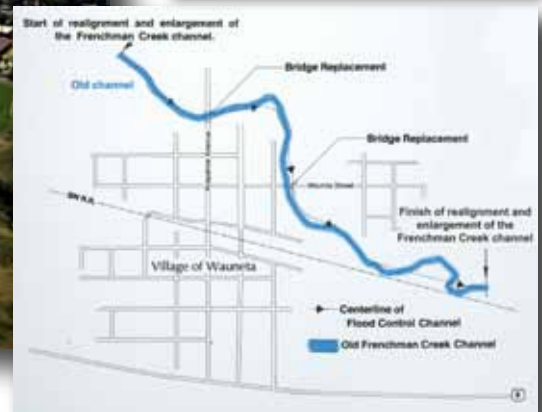 Start of realignment and enlargement of
the Frenchman Creek channel.
Old channel
Bridge Replacement
Bridge Replacement
Wauneta Street
BN R.R.
Finish of realignment and
enlargement of the
Frenchman Creek channel
Village of Wauneta
Centerline of
Flood Control Channel
Old Frenchman Creek Channel